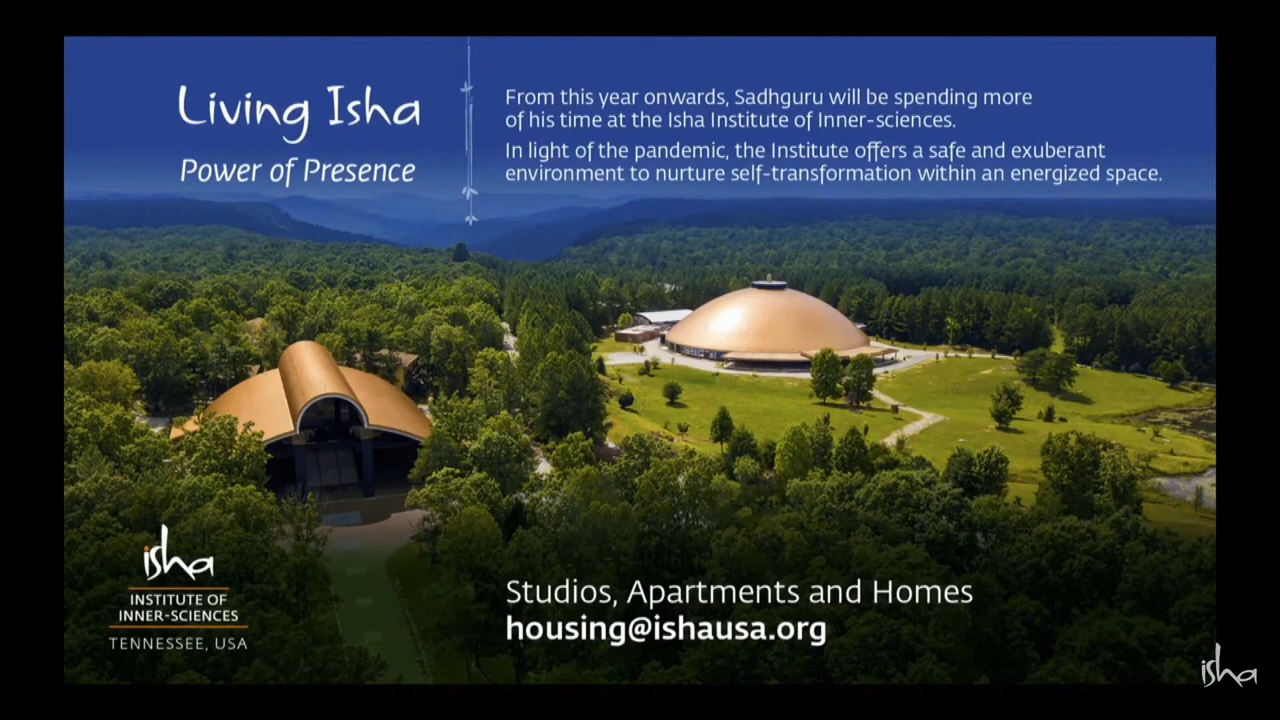 Living Isha
Power of Presence
From this year onwards, Sadhguru will be spending more
of his time at the Isha Institute of Inner-sciences.
In light of the pandemic, the Institute offers a safe and exuberant
environment to nurture self-transformation within an energized space.
isha
INSTITUTE OF
INNER-SCIENCES
TENNESSEE, USA
Studios, Apartments and Homes
housing@ishausa.org
isha